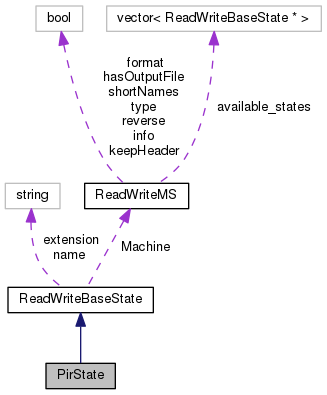 bool
vector< ReadWriteBaseState * >
format
hasOutputFile
shortNames
type
reverse
info
keepHeader
available_states
string
ReadWriteMS
extension
name
Machine
ReadWriteBaseState
PirState